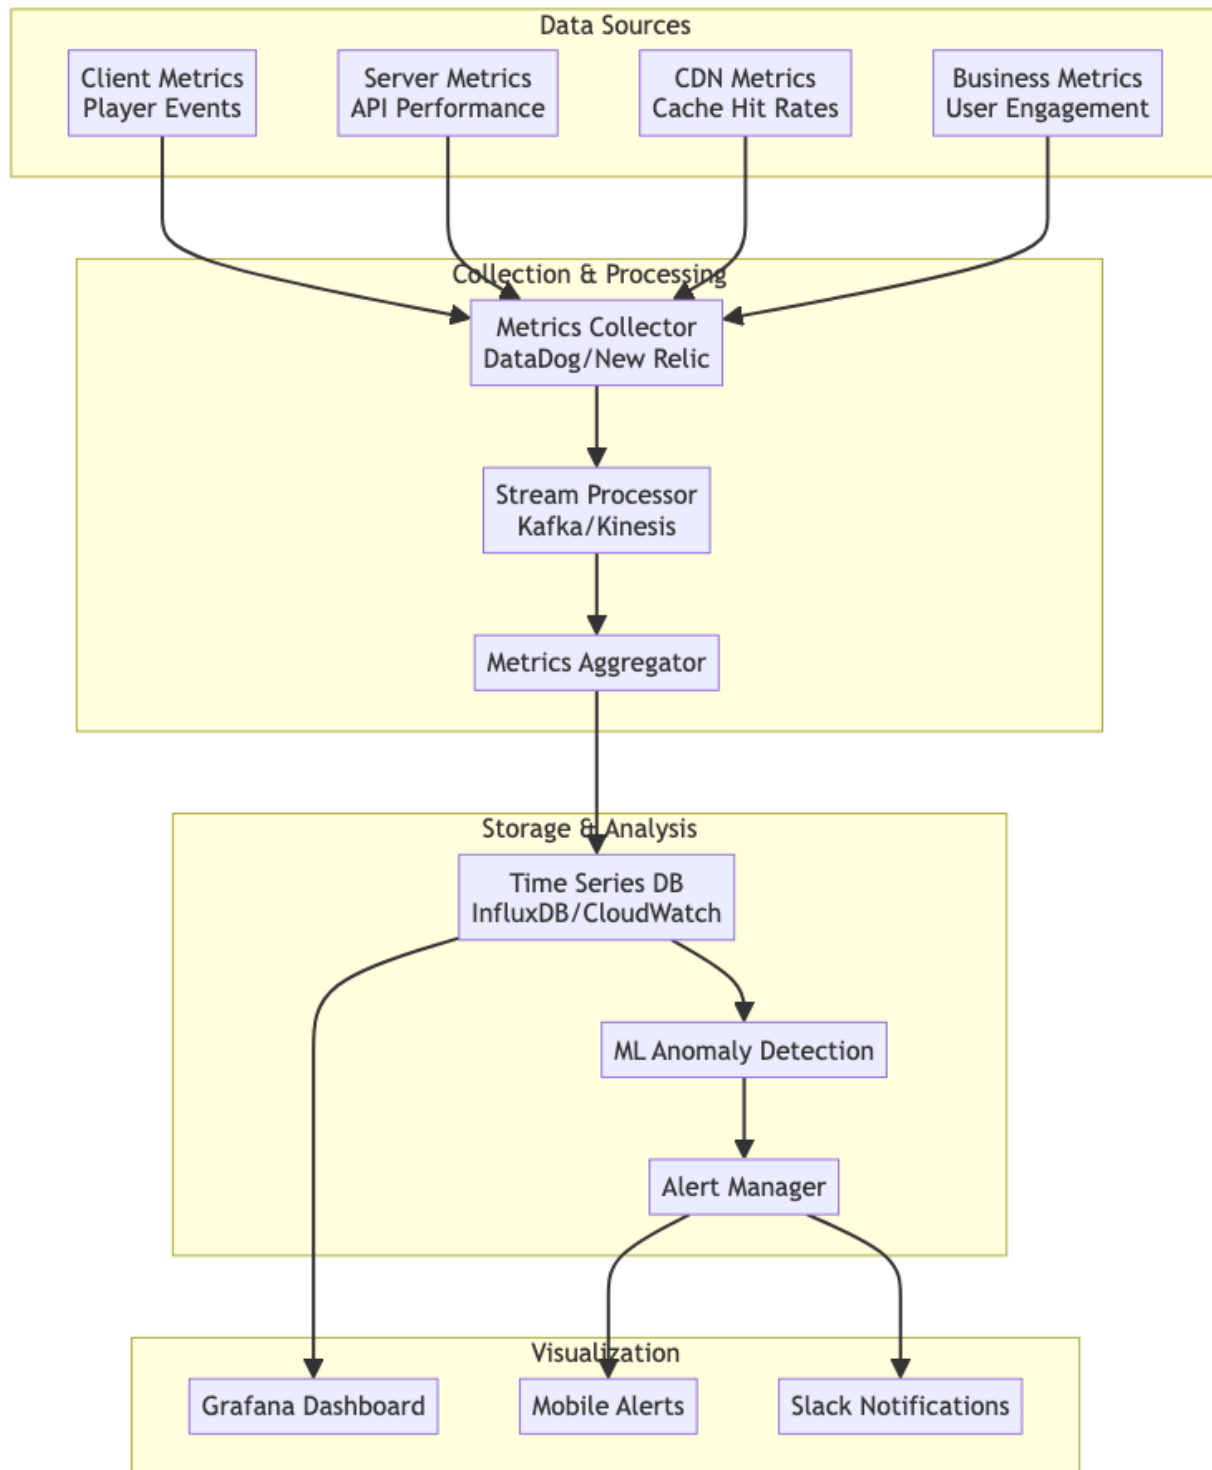 Data Sources
Client Metrics
Player Events
Server Metrics
API Performance
CDN Metrics
Cache Hit Rates
Business Metrics
User Engagement
Collection & Processing
Metrics Collector
DataDog/New Relic
Stream Processor
Kafka/Kinesis
Metrics Aggregator
Storage & Analysis
Time Series DB
InfluxDB/CloudWatch
ML Anomaly Detection
Alert Manager
Visualization
Grafana Dashboard
Mobile Alerts
Slack Notifications